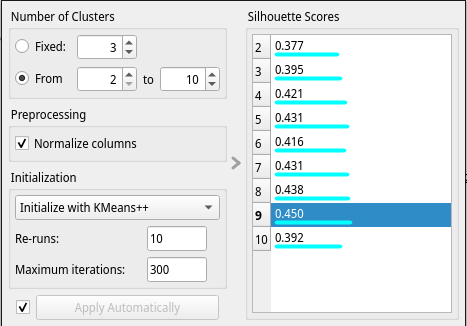 Number of Clusters
Fixed:
3
From
2
to
10
Preprocessing
Normalize columns
Initialization
Initialize with KMeans++
Re-runs:
10
Maximum iterations:
300
Apply Automatically
Silhouette Scores
2 0.377
3 0.395
4 0.421
5 0.431
6 0.416
7 0.431
8 0.438
9 0.450
10 0.392